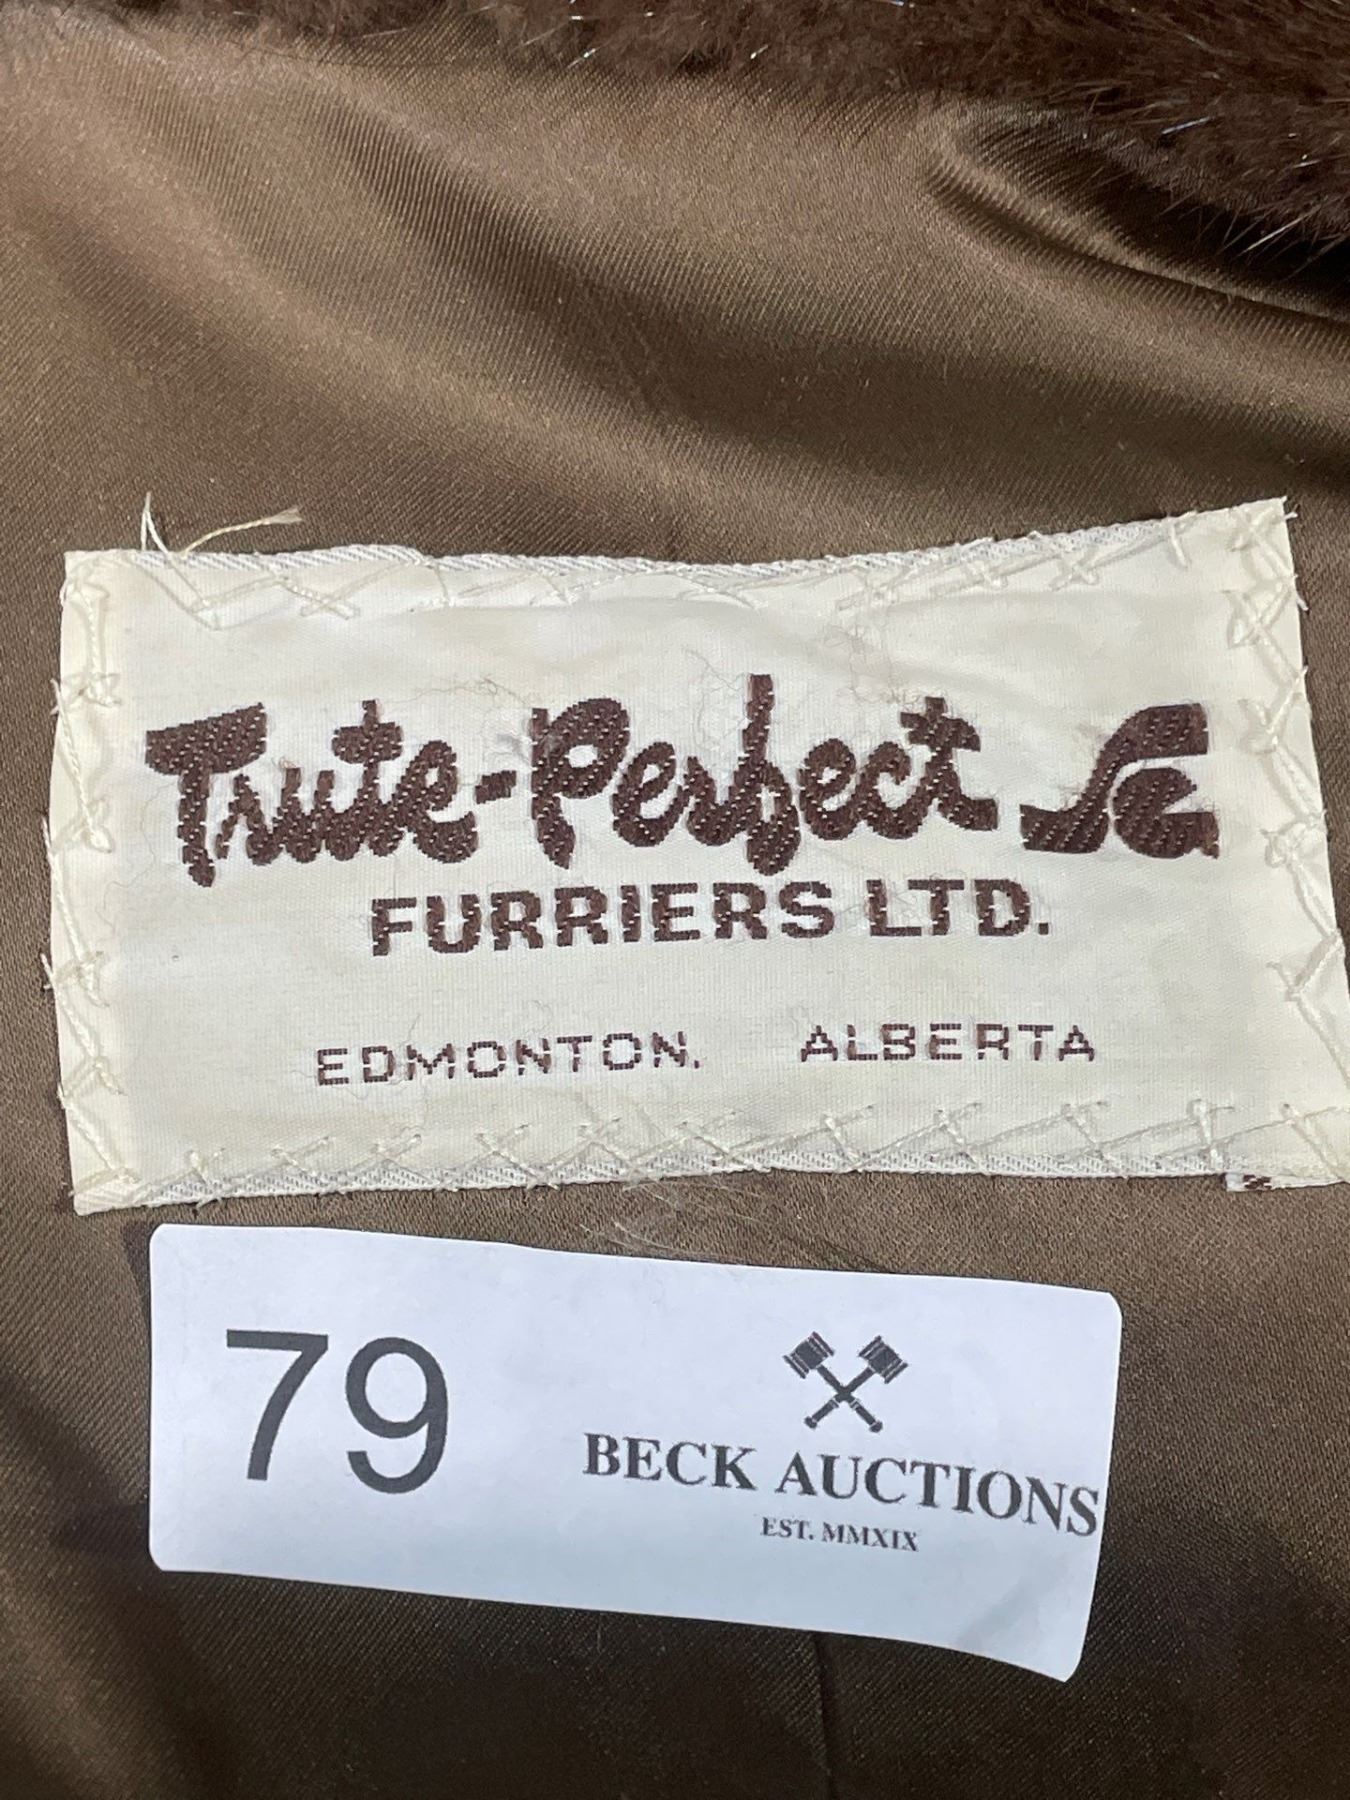 Trute-Perfect
FURRIERS LTD.
EDMONTON, ALBERTA
79
BECK AUCTIONS
EST. MMXIX